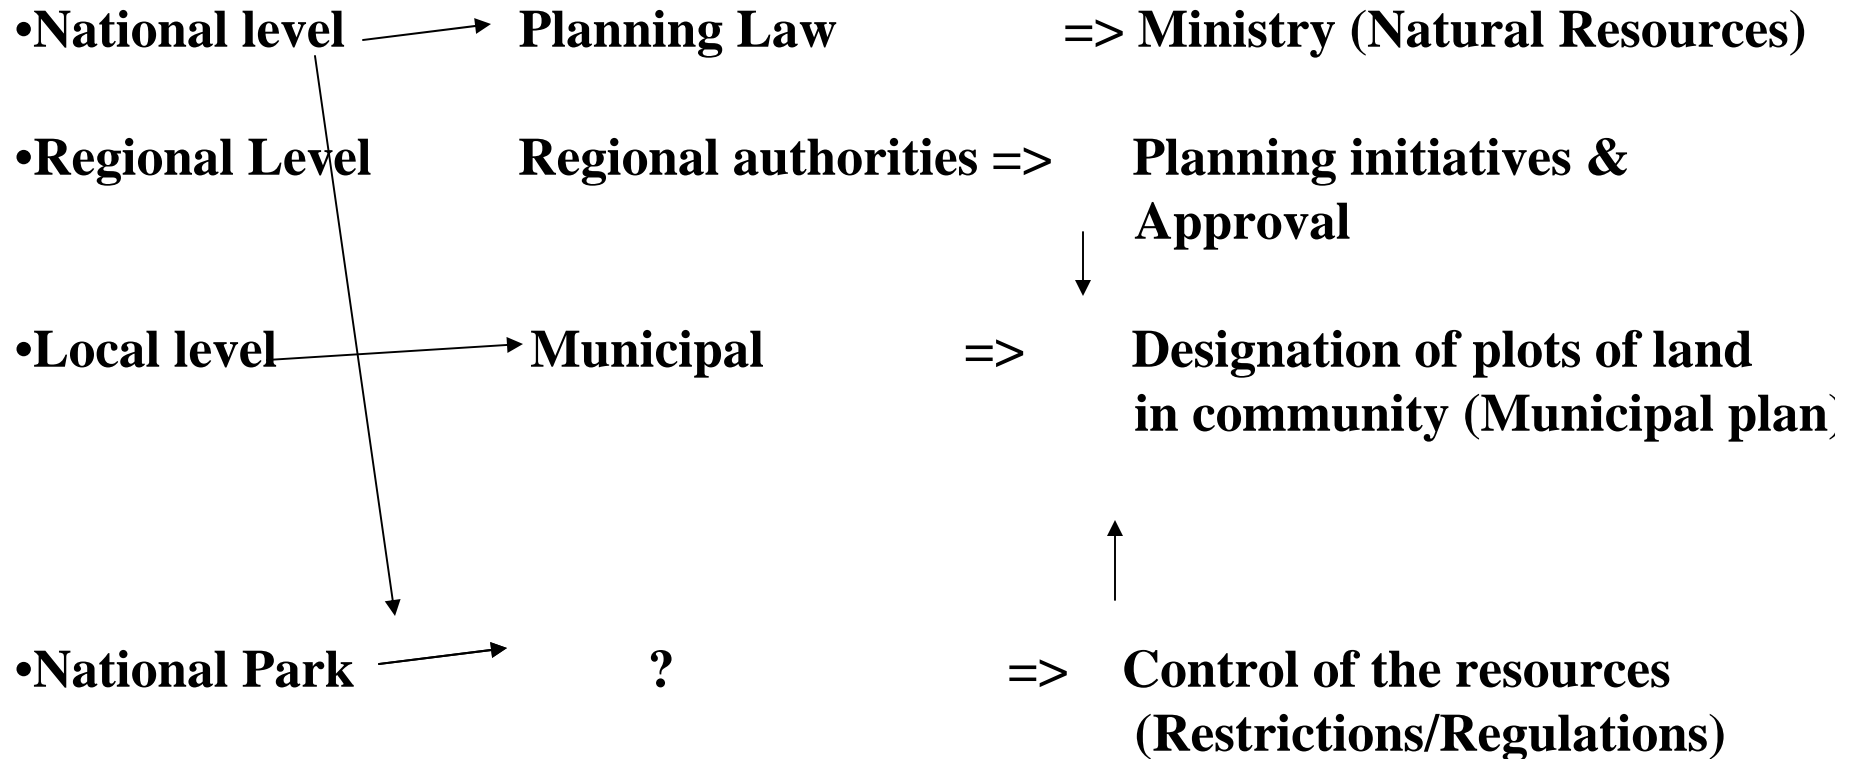 •National level Planning Law => Ministry (Natural Resources)
•Regional Level Regional authorities => Planning initiatives &
Approval
•Local level Municipal => Designation of plots of land
in community (Municipal plan)
•National Park ? => Control of the resources
(Restrictions/Regulations)